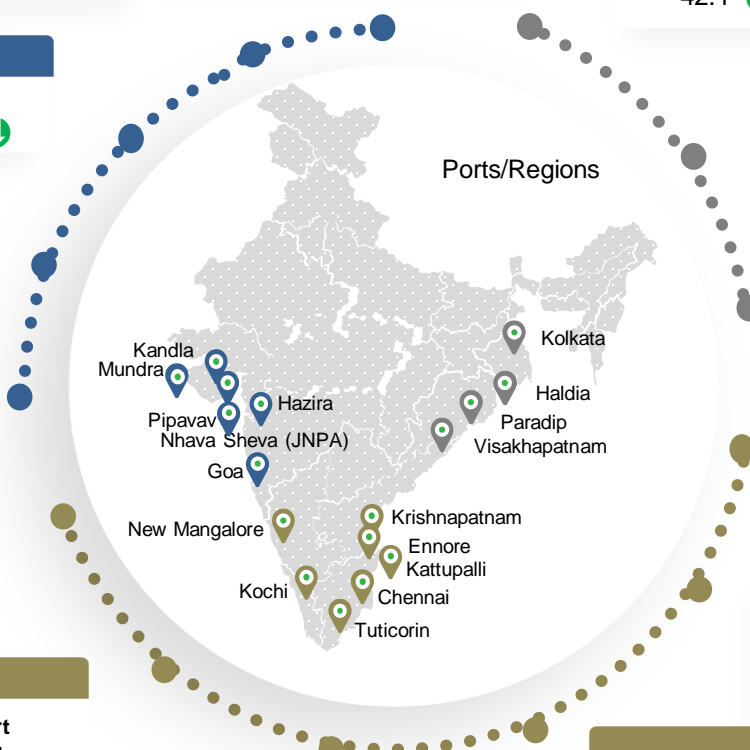 Ports/Regions
Kolkata
Kandla
Mundra
Haldia
Hazira
Pipavav
Paradip
Nhava Sheva (JNPA)
Visakhapatnam
Goa
Krishnapatnam
New Mangalore
Ennore
Kattupalli
Kochi
Chennai
Tuticorin